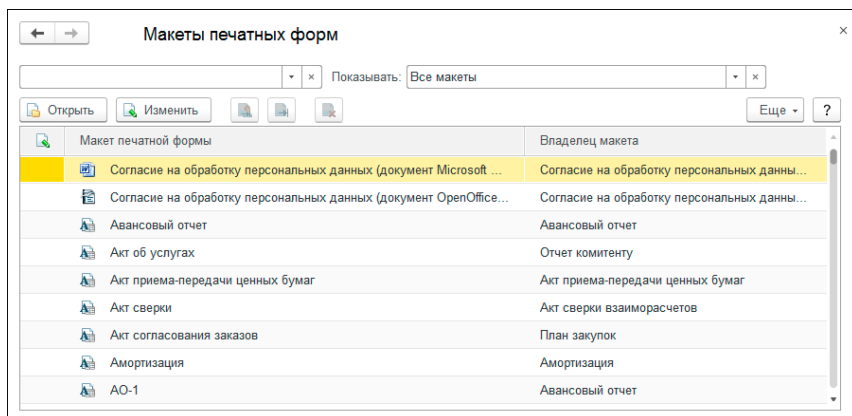 Макеты печатных форм
Показывать: Все макеты
Открыть Изменить Еще ?
Макет печатной формы Владелец макета
Согласие на обработку персональных данных (документ Microsoft ... Согласие на обработку персональных данны...
Согласие на обработку персональных данных (документ OpenOffice... Согласие на обработку персональных данны...
Авансовый отчет Авансовый отчет
Акт об услугах Отчет комитенту
Акт приема-передачи ценных бумаг Акт приема-передачи ценных бумаг
Акт сверки Акт сверки взаиморасчетов
Акт согласования заказов План закупок
Амортизация Амортизация
АО-1 Авансовый отчет